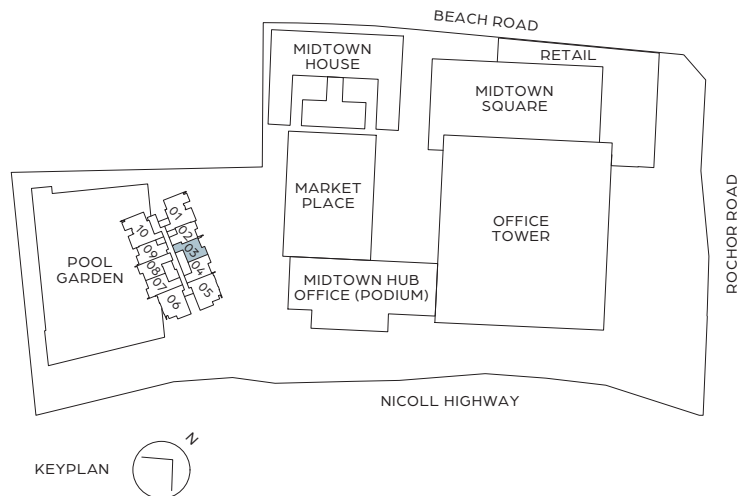 BEACH ROAD
MIDTOWN
HOUSE
RETAIL
MIDTOWN
SQUARE
MARKET
PLACE
OFFICE
TOWER
ROCHOR ROAD
01
02
03
04
05
10
09
08
07
06
POOL
GARDEN
MIDTOWN HUB
OFFICE (PODIUM)
NICOLL HIGHWAY
KEYPLAN
N